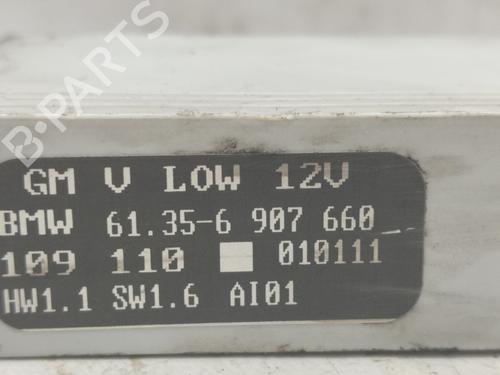 B-PARTS
GM V LOW 12V
BMW 61.35-6 907 660
109 110 010111
HW1.1 SW1.6 AI01